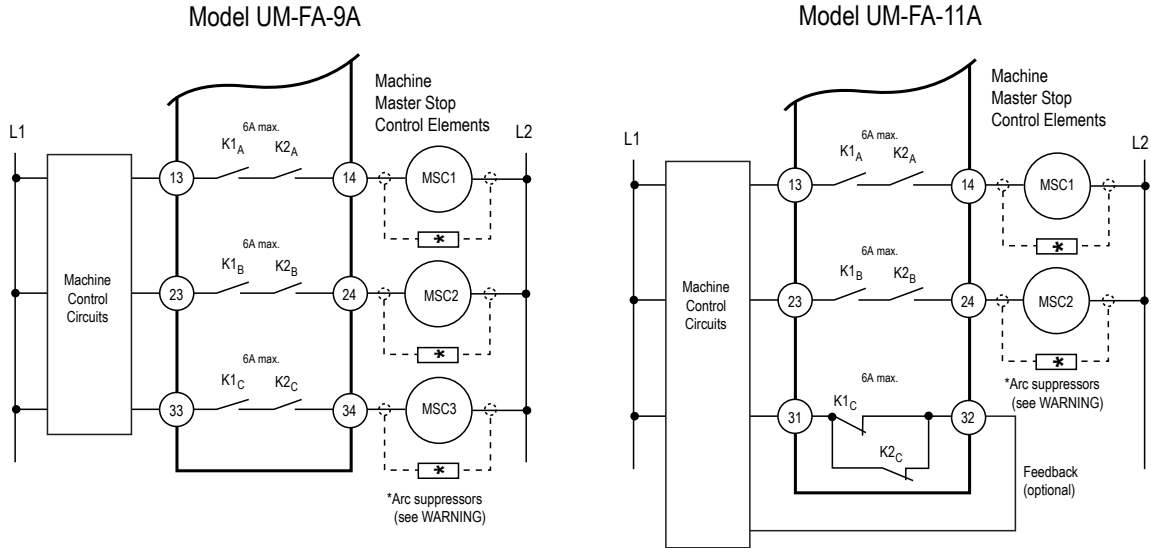 Model UM-FA-9A
Machine
Master Stop
Control Elements
L1
L2
6A max.
K1A K2A
13
14
MSC1
*
6A max.
K1B K2B
23
24
MSC2
*
Machine
Control
Circuits
6A max.
K1C K2C
33
34
MSC3
*
*Arc suppressors
(see WARNING)
Model UM-FA-11A
Machine
Master Stop
Control Elements
L1
L2
6A max.
K1A K2A
13
14
MSC1
*
6A max.
K1B K2B
23
24
MSC2
*
Machine
Control
Circuits
*Arc suppressors
(see WARNING)
6A max.
K1C
31
32
K2C
Feedback
(optional)